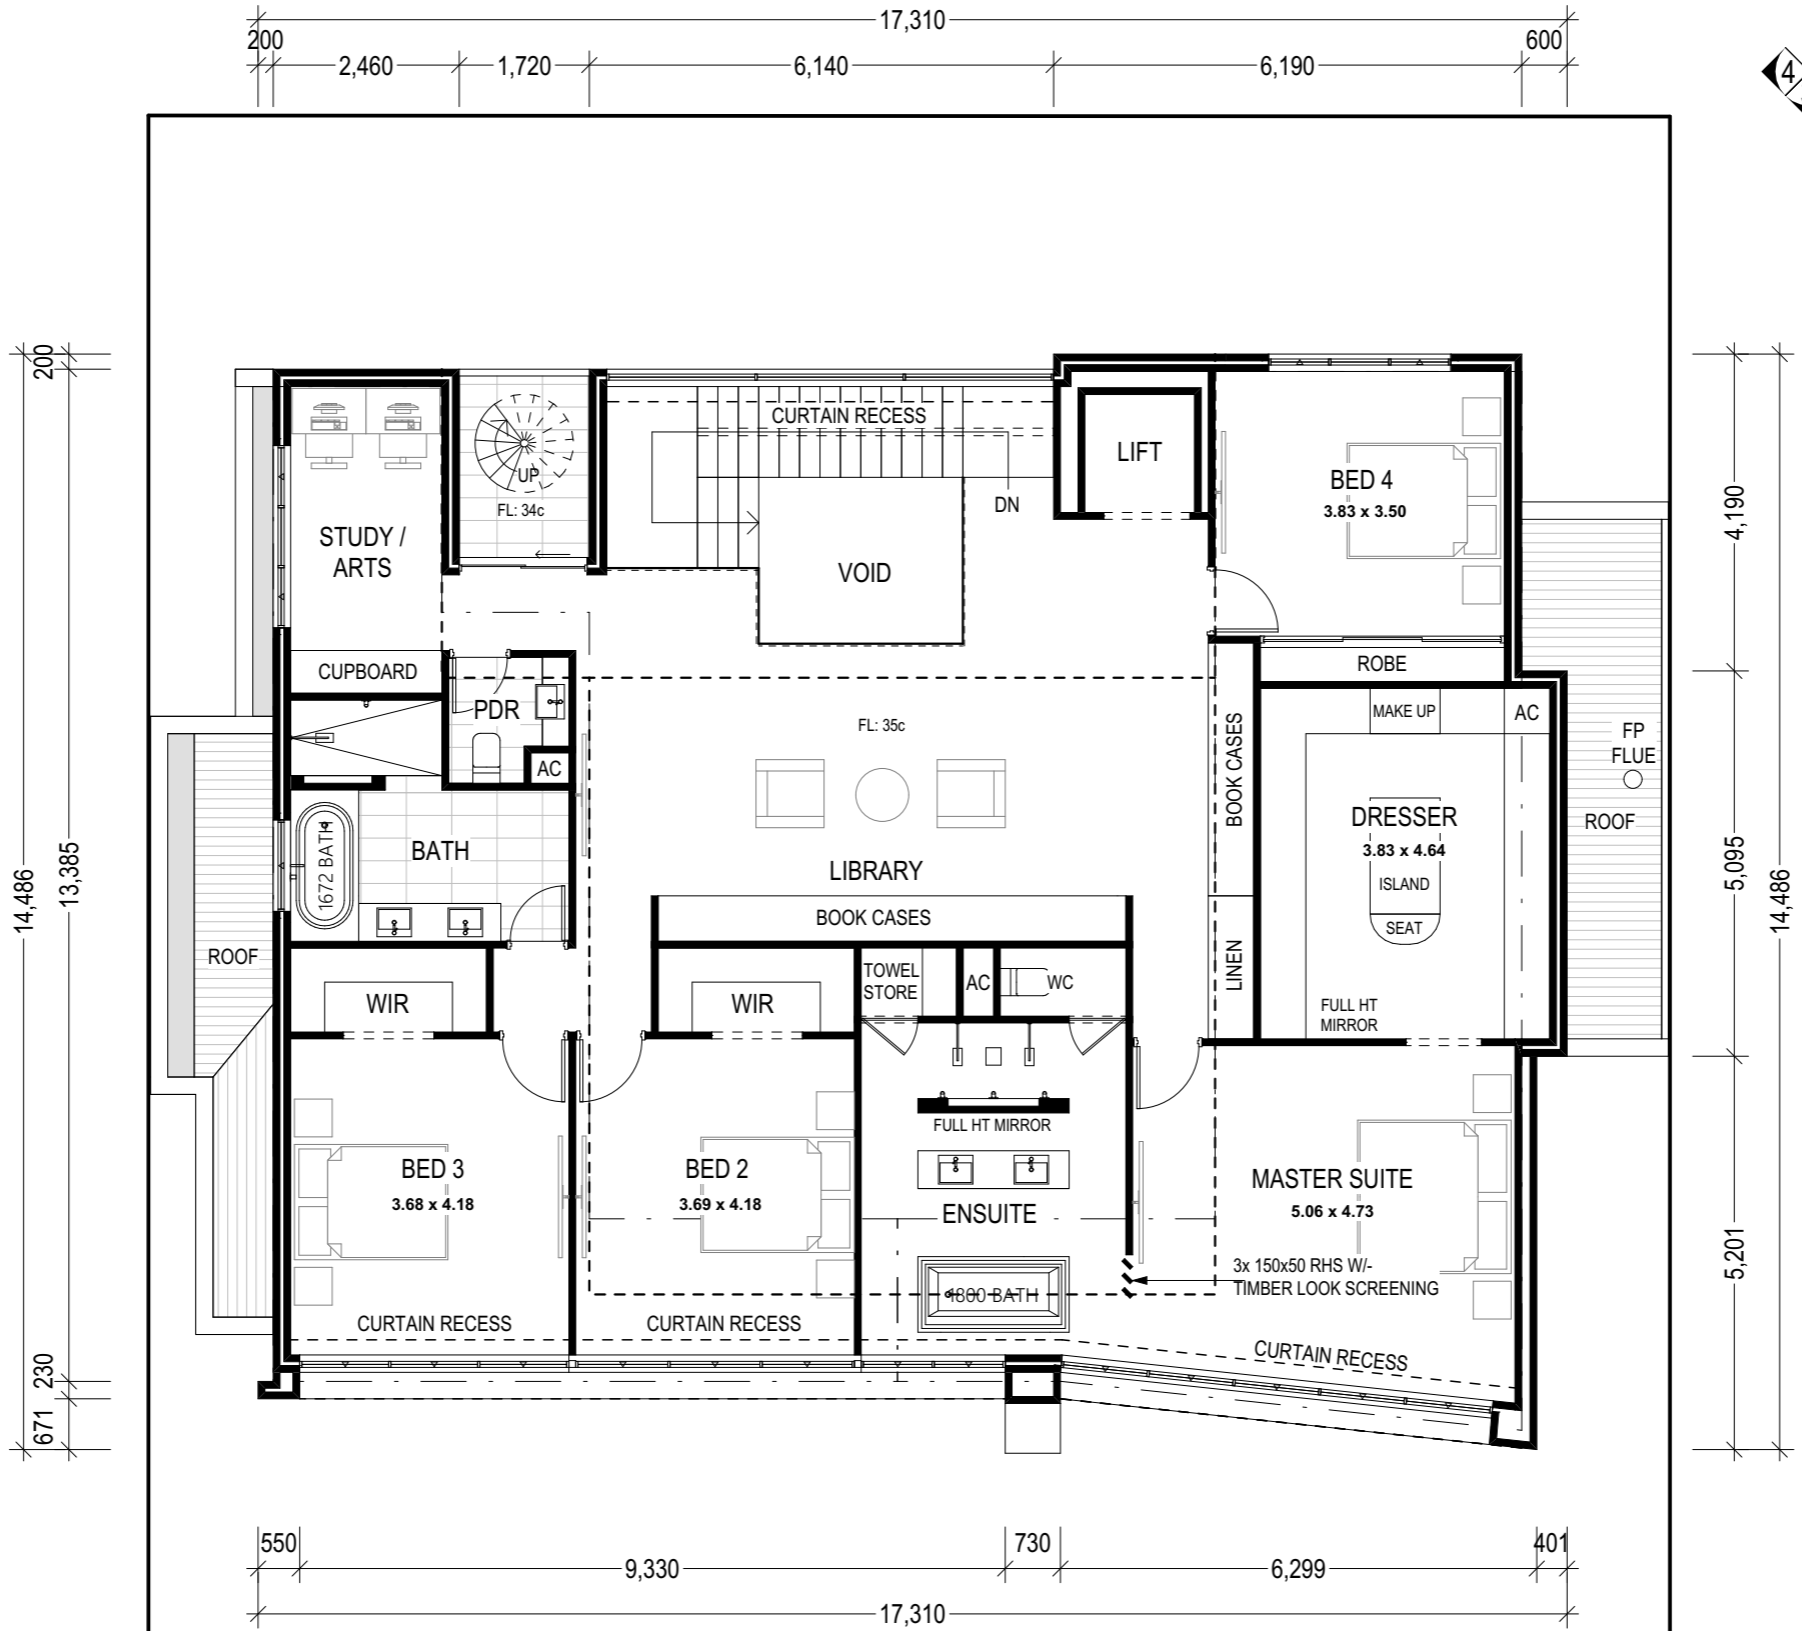 17,310
200
600
2,460
1,720
6,140
6,190
4
200
CURTAIN RECESS
LIFT
BED 4
3.83 x 3.50
UP
FL: 34c
DN
STUDY /
ARTS
VOID
4,190
CUPBOARD
ROBE
PDR
MAKE UP
AC
FL: 35c
BOOK CASES
FP
FLUE
AC
14,486
13,385
1672 BATH
BATH
LIBRARY
DRESSER
3.83 x 4.64
ISLAND
SEAT
ROOF
5,095
14,486
BOOK CASES
ROOF
TOWEL
STORE
AC
WC
LINEN
WIR
WIR
FULL HT
MIRROR
FULL HT MIRROR
BED 3
3.68 x 4.18
BED 2
3.69 x 4.18
ENSUITE
MASTER SUITE
5.06 x 4.73
5,201
3x 150x50 RHS W/-
TIMBER LOOK SCREENING
1800 BATH
CURTAIN RECESS
CURTAIN RECESS
CURTAIN RECESS
230
671
550
730
401
9,330
6,299
17,310